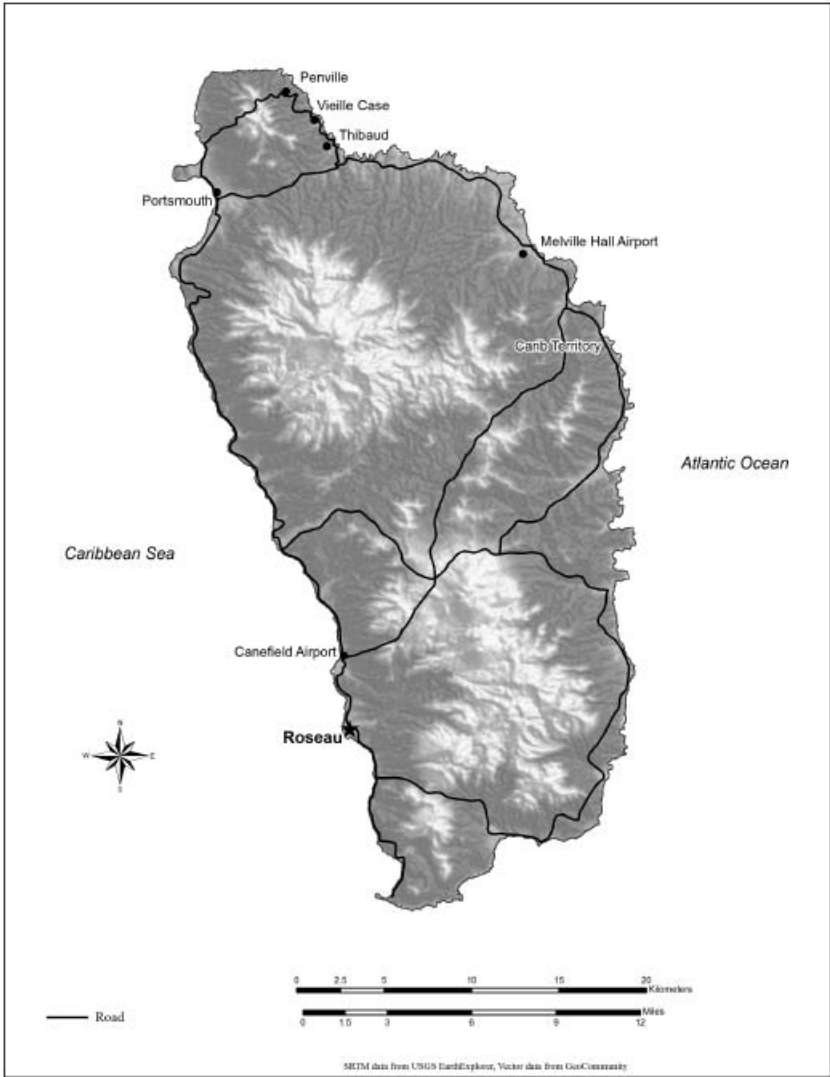 Penville
Vieille Case
Thibaud
Portsmouth
Melville Hall Airport
Carib Territory
Atlantic Ocean
Caribbean Sea
Canefield Airport
Roseau
N
W E
S
0 2.5 5 10 15 20
Kilometers
Miles
0 1.5 3 6 9 12
Road
SRTM data from USGS EarthExplorer, Vector data from GeoCommunity